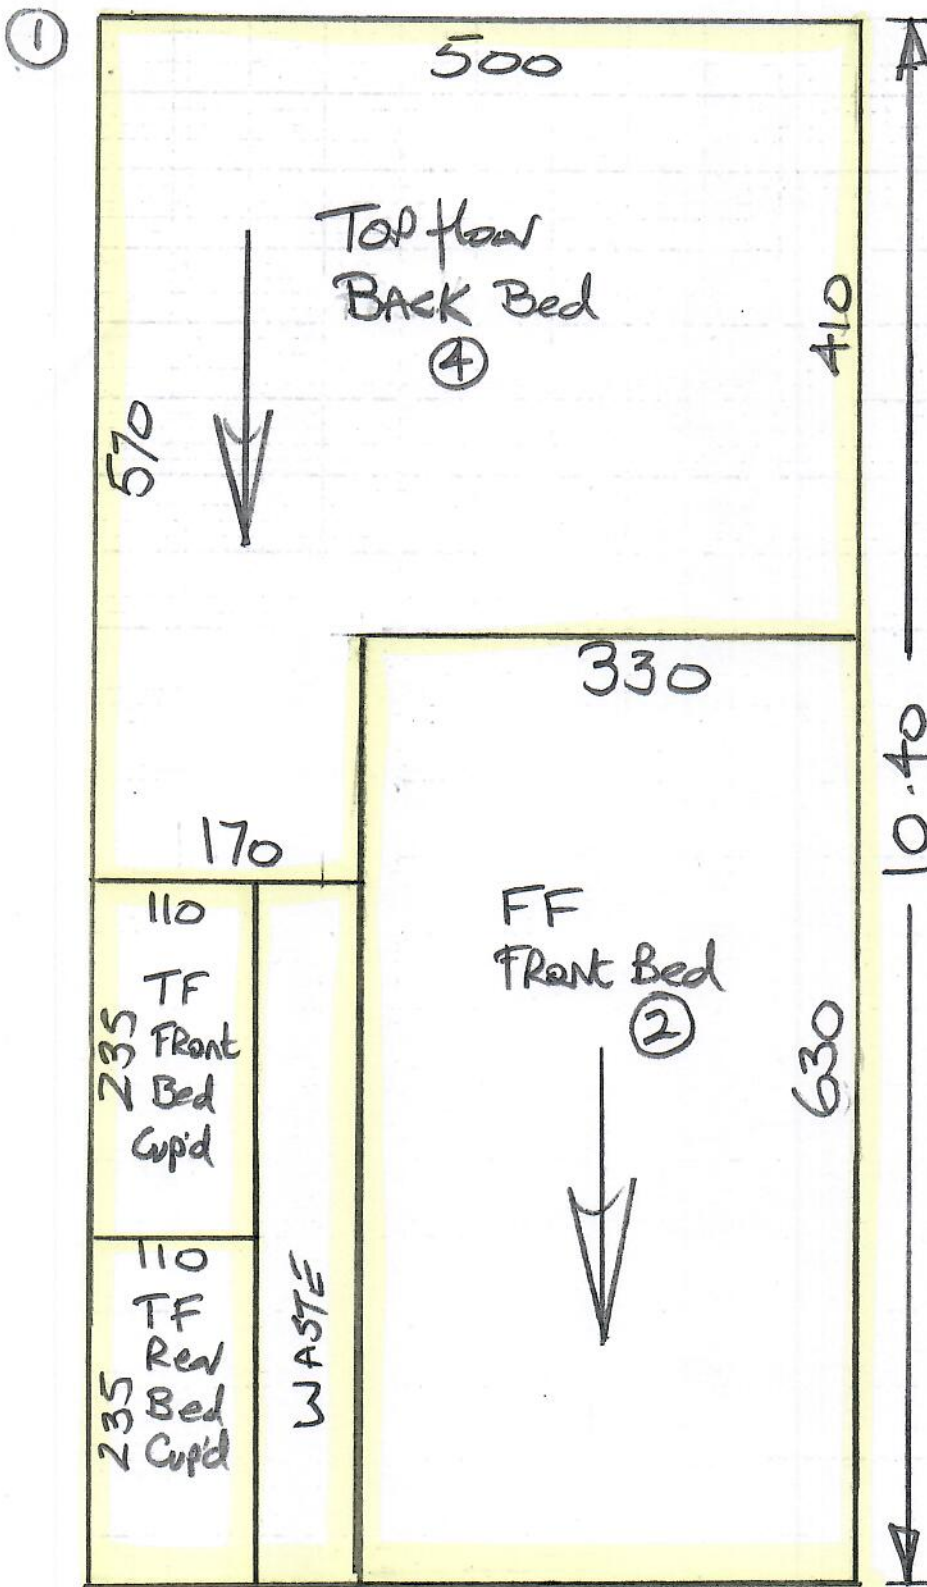 ①
500
TOP floor
BACK Bed
④
410
570
10.40
330
170
110
TF
FRont
Bed
Cup'd
235
FF
FRont Bed
②
630
110
TF
Rear
Bed
Cup'd
235
WASTE